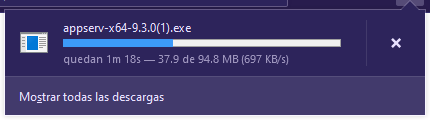 appserv-x64-9.3.0(1).exe
quedan 1m 18s — 37.9 de 94.8 MB (697 KB/s)
Mostrar todas las descargas